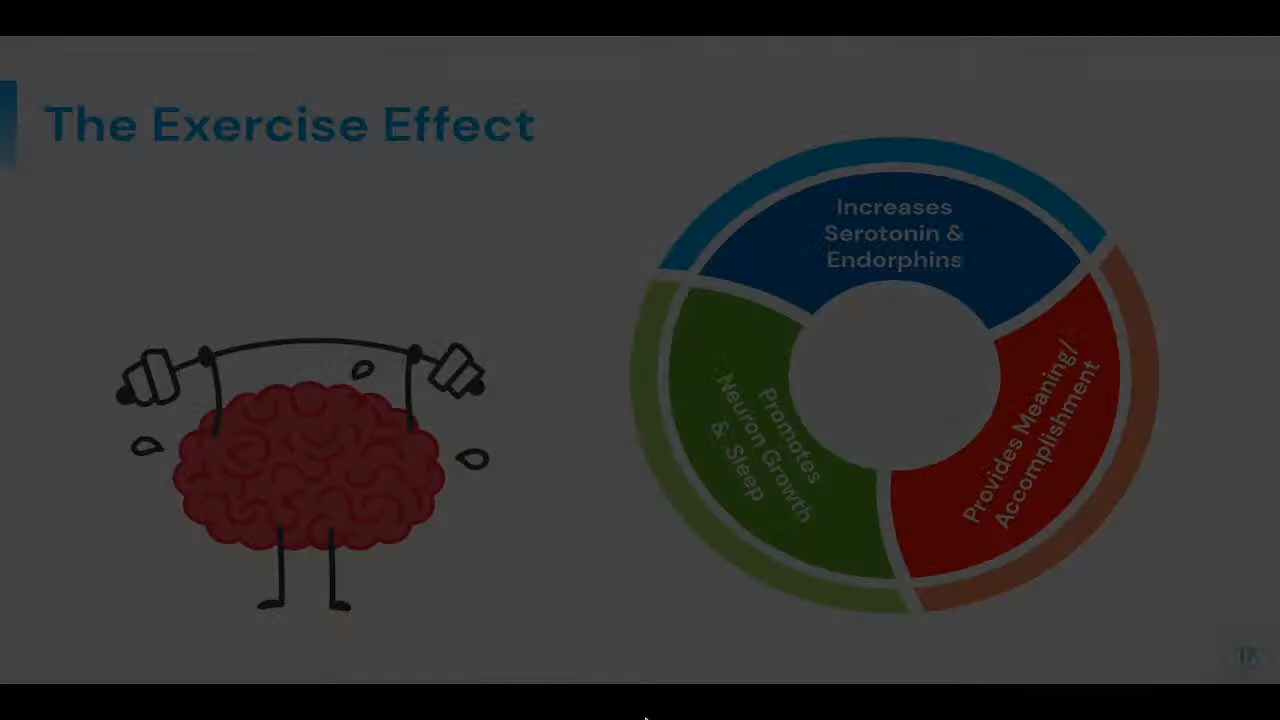 The Exercise Effect
Increases
Serotonin &
Endorphins
Provides Meaning/
Accomplishment
Promotes
Neuron Growth
& Sleep